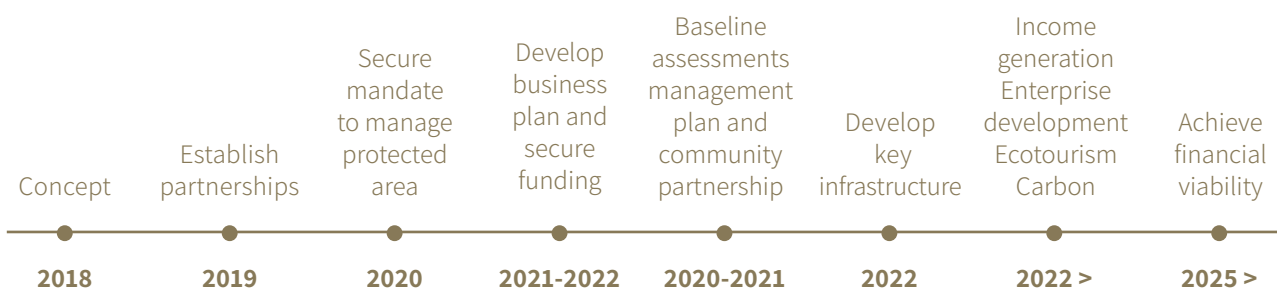 Concept
2018
Establish
partnerships
2019
Secure
mandate
to manage
protected
area
2020
Develop
business
plan and
secure
funding
2021-2022
Baseline
assessments
management
plan and
community
partnership
2020-2021
Develop
key
infrastructure
2022
Income
generation
Enterprise
development
Ecotourism
Carbon
2022 >
Achieve
financial
viability
2025 >